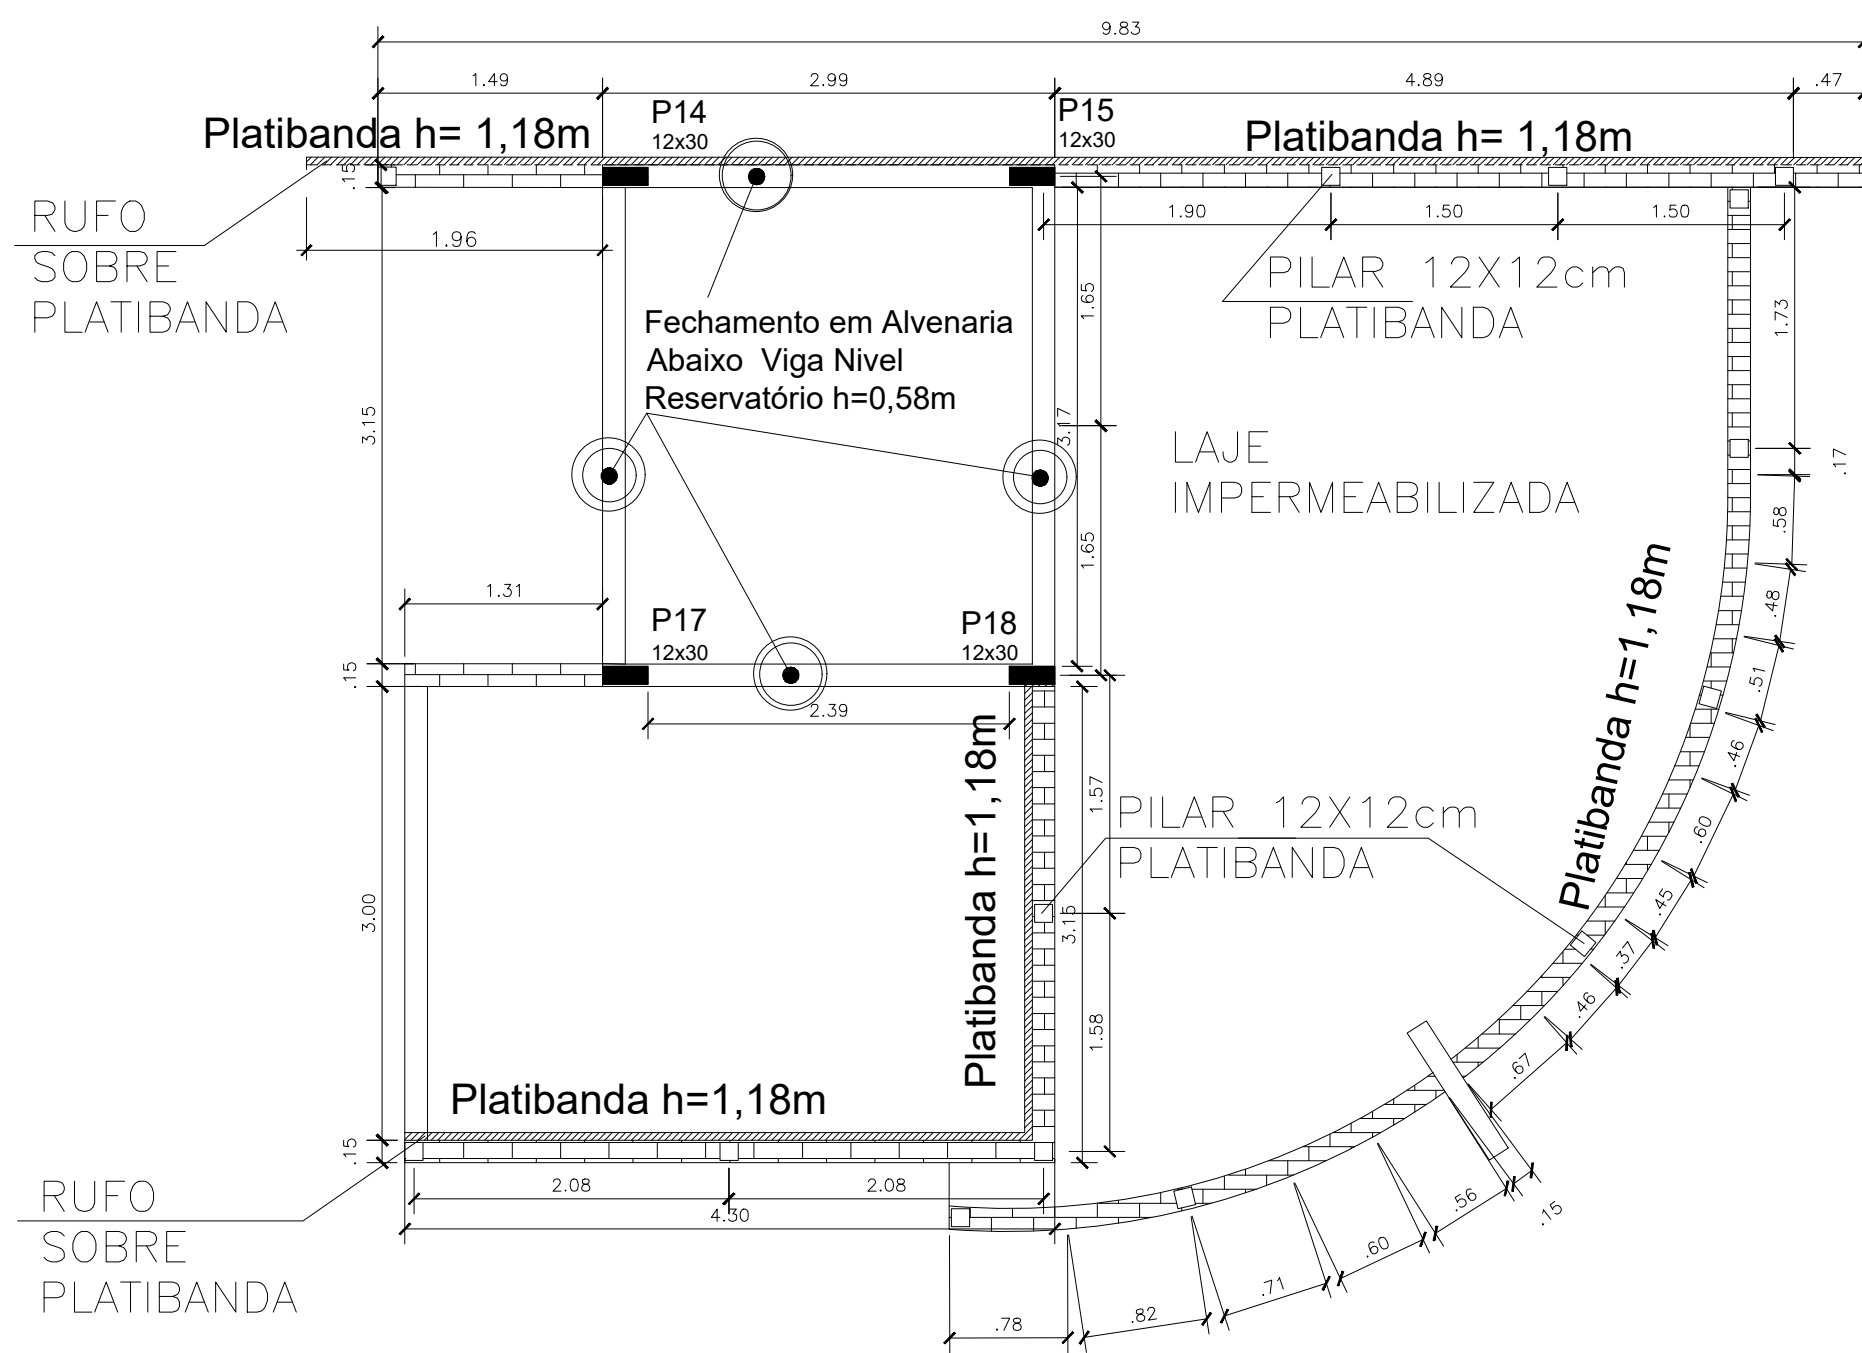 9.83
1.49
2.99
4.89
.47
Platibanda h= 1,18m
P14
12x30
P15
12x30
Platibanda h= 1,18m
.15
RUFO
SOBRE
PLATIBANDA
1.96
1.90
1.50
1.50
PILAR 12X12cm
PLATIBANDA
1.65
1.73
Fechamento em Alvenaria
Abaixo Viga Nivel
Reservatório h=0,58m
3.15
3.17
LAJE
IMPERMEABILIZADA
.17
.58
1.65
1.31
P17
12x30
P18
12x30
.48
.15
.51
2.39
Platibanda h=1,18m
Platibanda h=1,18m
.46
1.57
PILAR 12X12cm
PLATIBANDA
.60
3.00
3.15
.45
.37
.46
1.58
.67
Platibanda h=1,18m
.15
RUFO
SOBRE
PLATIBANDA
2.08
2.08
4.30
.56
.15
.60
.71
.82
.78